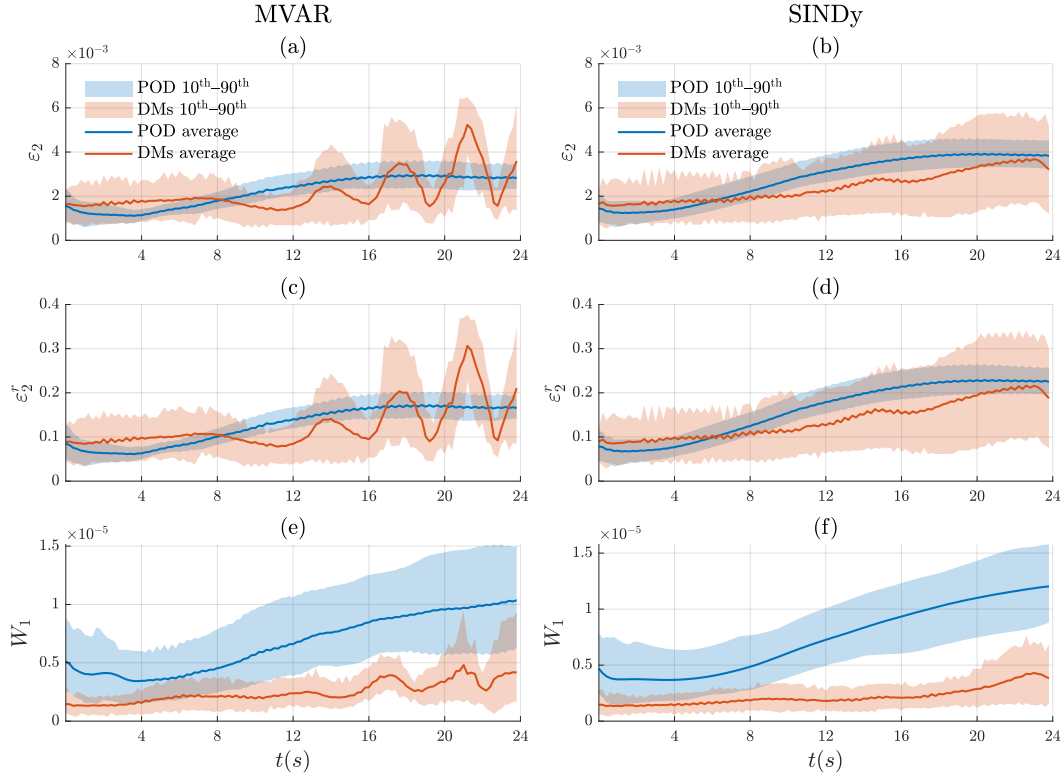 MVAR
SINDy
(a)
(b)
×10⁻³
8
6
4
2
0
ε₂
POD 10ᵗʰ–90ᵗʰ
DMs 10ᵗʰ–90ᵗʰ
POD average
DMs average
4 8 12 16 20 24
×10⁻³
8
6
4
2
0
ε₂
POD 10ᵗʰ–90ᵗʰ
DMs 10ᵗʰ–90ᵗʰ
POD average
DMs average
4 8 12 16 20 24
(c)
(d)
0.4
0.3
0.2
0.1
0
ε₂ʳ
4 8 12 16 20 24
0.4
0.3
0.2
0.1
0
ε₂ʳ
4 8 12 16 20 24
(e)
(f)
×10⁻⁵
1.5
1
0.5
0
W₁
4 8 12 16 20 24
t(s)
×10⁻⁵
1.5
1
0.5
0
W₁
4 8 12 16 20 24
t(s)